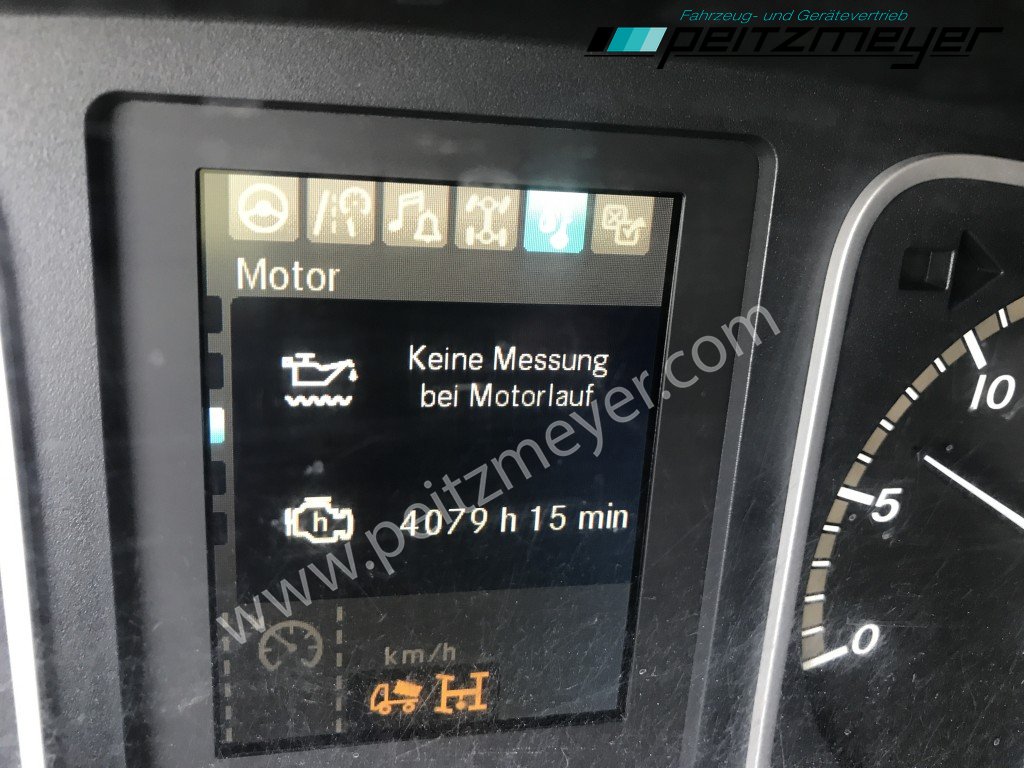 Fahrzeug- und Gerätevertrieb
peitzmeyer
Motor
Keine Messung
bei Motorlauf
h
4079 h 15 min
km/h
www.peitzmeyer.com
10
5
0